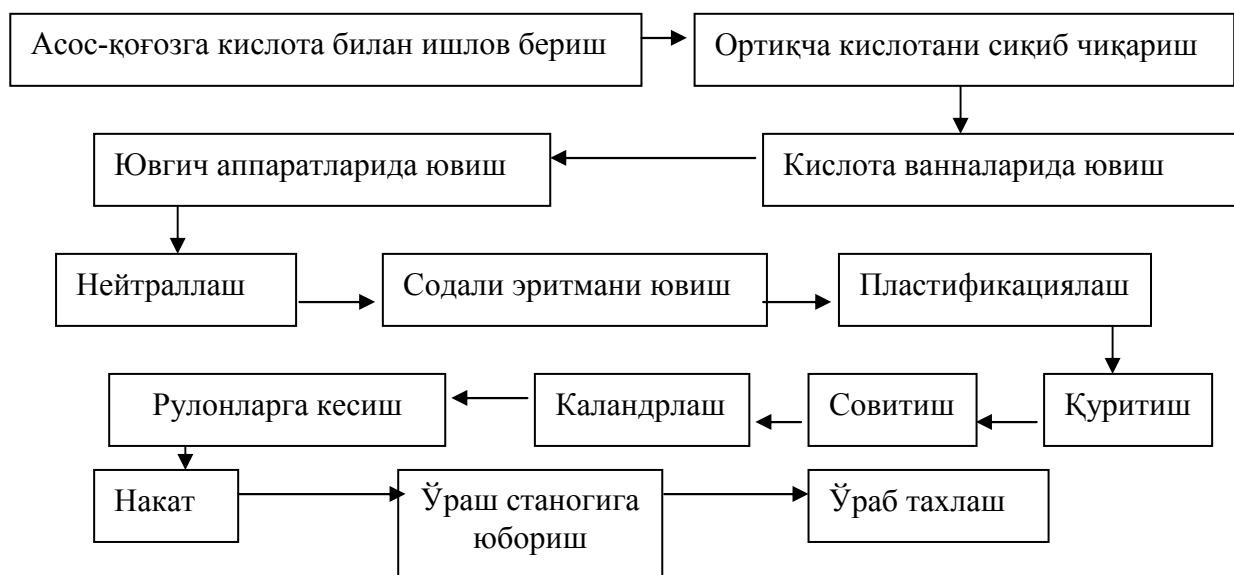 Асос-қоғозга кислота билан ишлов бериш
Ортиқча кислотани сиқиб чиқариш
Кислота ванналарида ювиш
Ювгич аппаратларида ювиш
Нейтраллаш
Содали эритмани ювиш
Пластификациялаш
Қуритиш
Совитиш
Каландрлаш
Рулонларга кесиш
Накат
Ўраш станогига
юбориш
Ўраб тахлаш